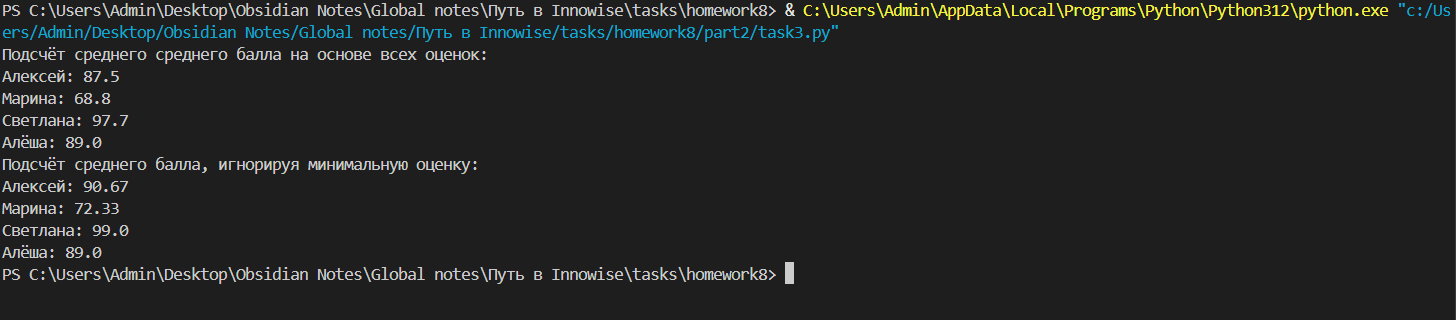 PS C:\Users\Admin\Desktop\Obsidian Notes\Global notes\Путь в Innowise\tasks\homework8> & C:\Users\Admin\AppData\Local\Programs\Python\Python312\python.exe "c:/Us
ers/Admin/Desktop/Obsidian Notes/Global notes/Путь в Innowise/tasks/homework8/part2/task3.py"
Подсчёт среднего среднего балла на основе всех оценок:
Алексей: 87.5
Марина: 68.8
Светлана: 97.7
Алёша: 89.0
Подсчёт среднего балла, игнорируя минимальную оценку:
Алексей: 90.67
Марина: 72.33
Светлана: 99.0
Алёша: 89.0
PS C:\Users\Admin\Desktop\Obsidian Notes\Global notes\Путь в Innowise\tasks\homework8>